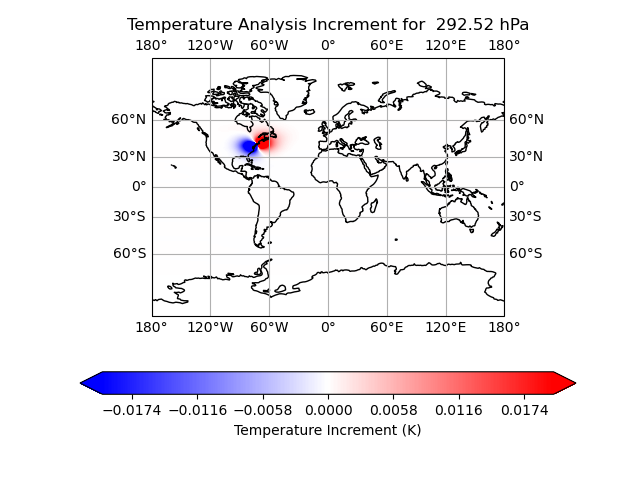 Temperature Analysis Increment for  292.52 hPa
180° 120°W 60°W 0° 60°E 120°E 180°
60°N 60°N
30°N 30°N
0° 0°
30°S 30°S
60°S 60°S
180° 120°W 60°W 0° 60°E 120°E 180°
−0.0174 −0.0116 −0.0058 0.0000 0.0058 0.0116 0.0174
Temperature Increment (K)